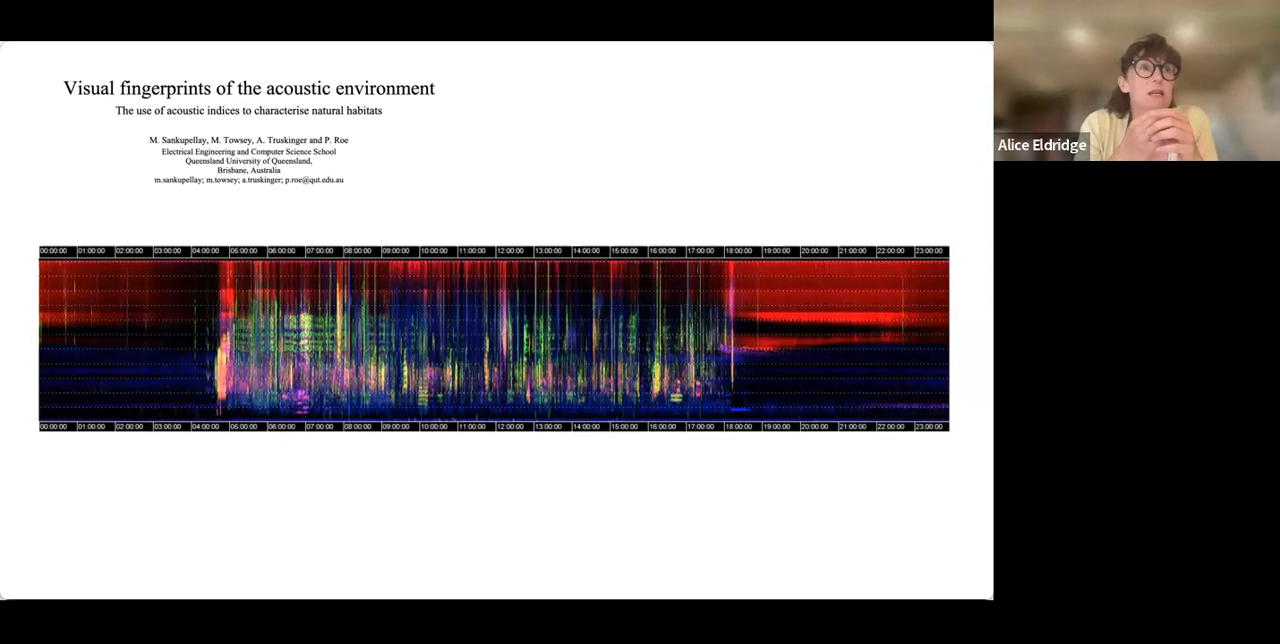 Visual fingerprints of the acoustic environment
The use of acoustic indices to characterise natural habitats
M. Sankupellay, M. Towsey, A. Truskinger and P. Roe
Electrical Engineering and Computer Science School
Queensland University of Queensland,
Brisbane, Australia
m.sankupellay; m.towsey; a.truskinger; p.roe@qut.edu.au
Alice Eldridge
00:00:00 01:00:00 02:00:00 03:00:00 04:00:00 05:00:00 06:00:00 07:00:00 08:00:00 09:00:00 10:00:00 11:00:00 12:00:00 13:00:00 14:00:00 15:00:00 16:00:00 17:00:00 18:00:00 19:00:00 20:00:00 21:00:00 22:00:00 23:00:00
00:00:00 01:00:00 02:00:00 03:00:00 04:00:00 05:00:00 06:00:00 07:00:00 08:00:00 09:00:00 10:00:00 11:00:00 12:00:00 13:00:00 14:00:00 15:00:00 16:00:00 17:00:00 18:00:00 19:00:00 20:00:00 21:00:00 22:00:00 23:00:00